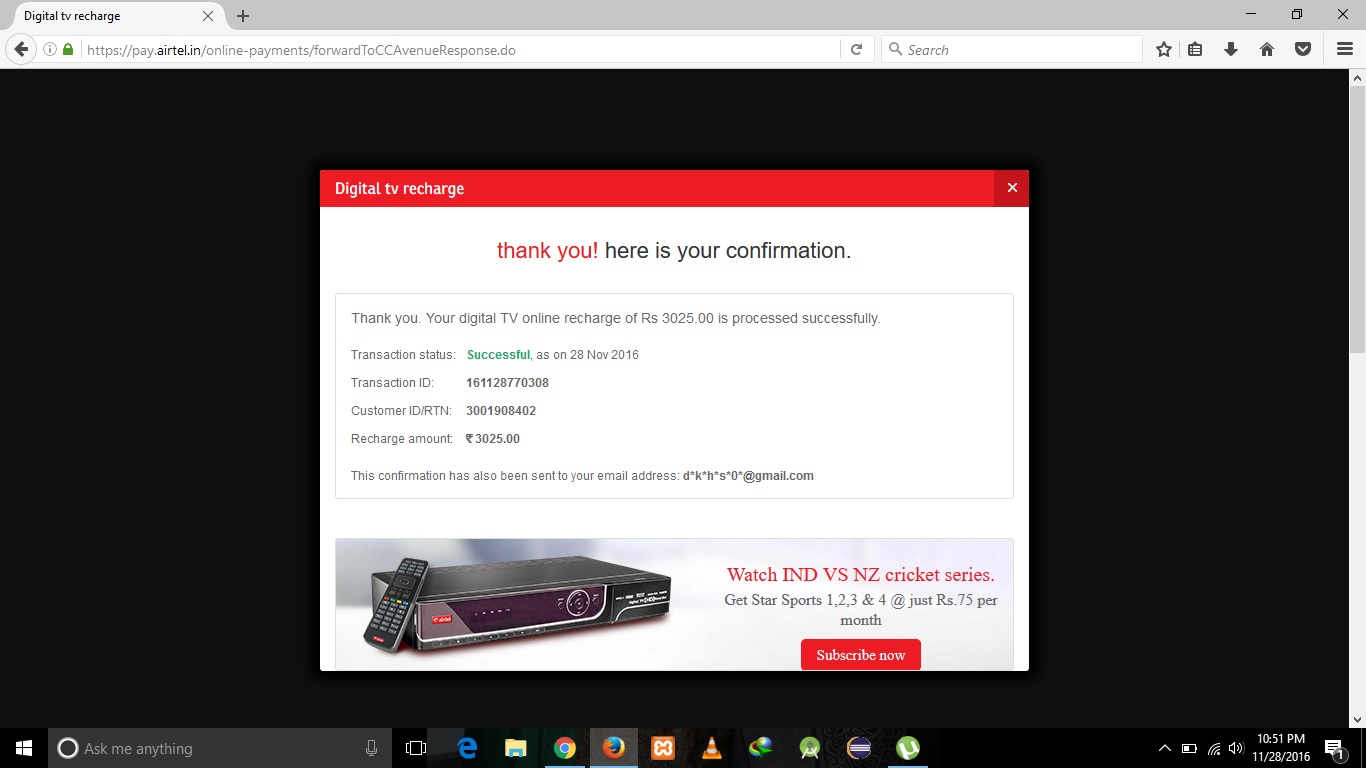 Digital tv recharge
https://pay.airtel.in/online-payments/forwardToCCAvenueResponse.do
Search
Digital tv recharge
thank you! here is your confirmation.
Thank you. Your digital TV online recharge of Rs 3025.00 is processed successfully.
Transaction status: Successful, as on 28 Nov 2016
Transaction ID: 161128770308
Customer ID/RTN: 3001908402
Recharge amount: ₹ 3025.00
This confirmation has also been sent to your email address: d*k*h*s*0*@gmail.com
airtel
Watch IND VS NZ cricket series.
Get Star Sports 1,2,3 & 4 @ just Rs.75 per
month
Subscribe now
Ask me anything
10:51 PM
11/28/2016
1